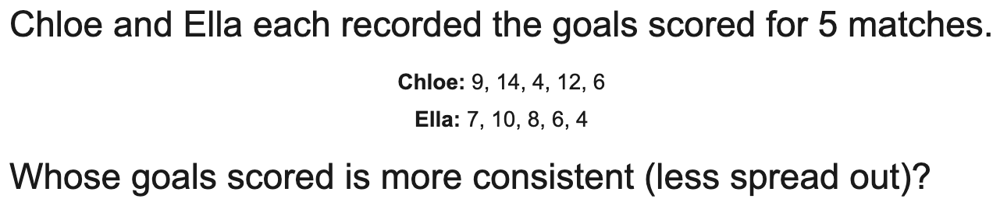 Chloe and Ella each recorded the goals scored for 5 matches.
Chloe: 9, 14, 4, 12, 6
Ella: 7, 10, 8, 6, 4
Whose goals scored is more consistent (less spread out)?